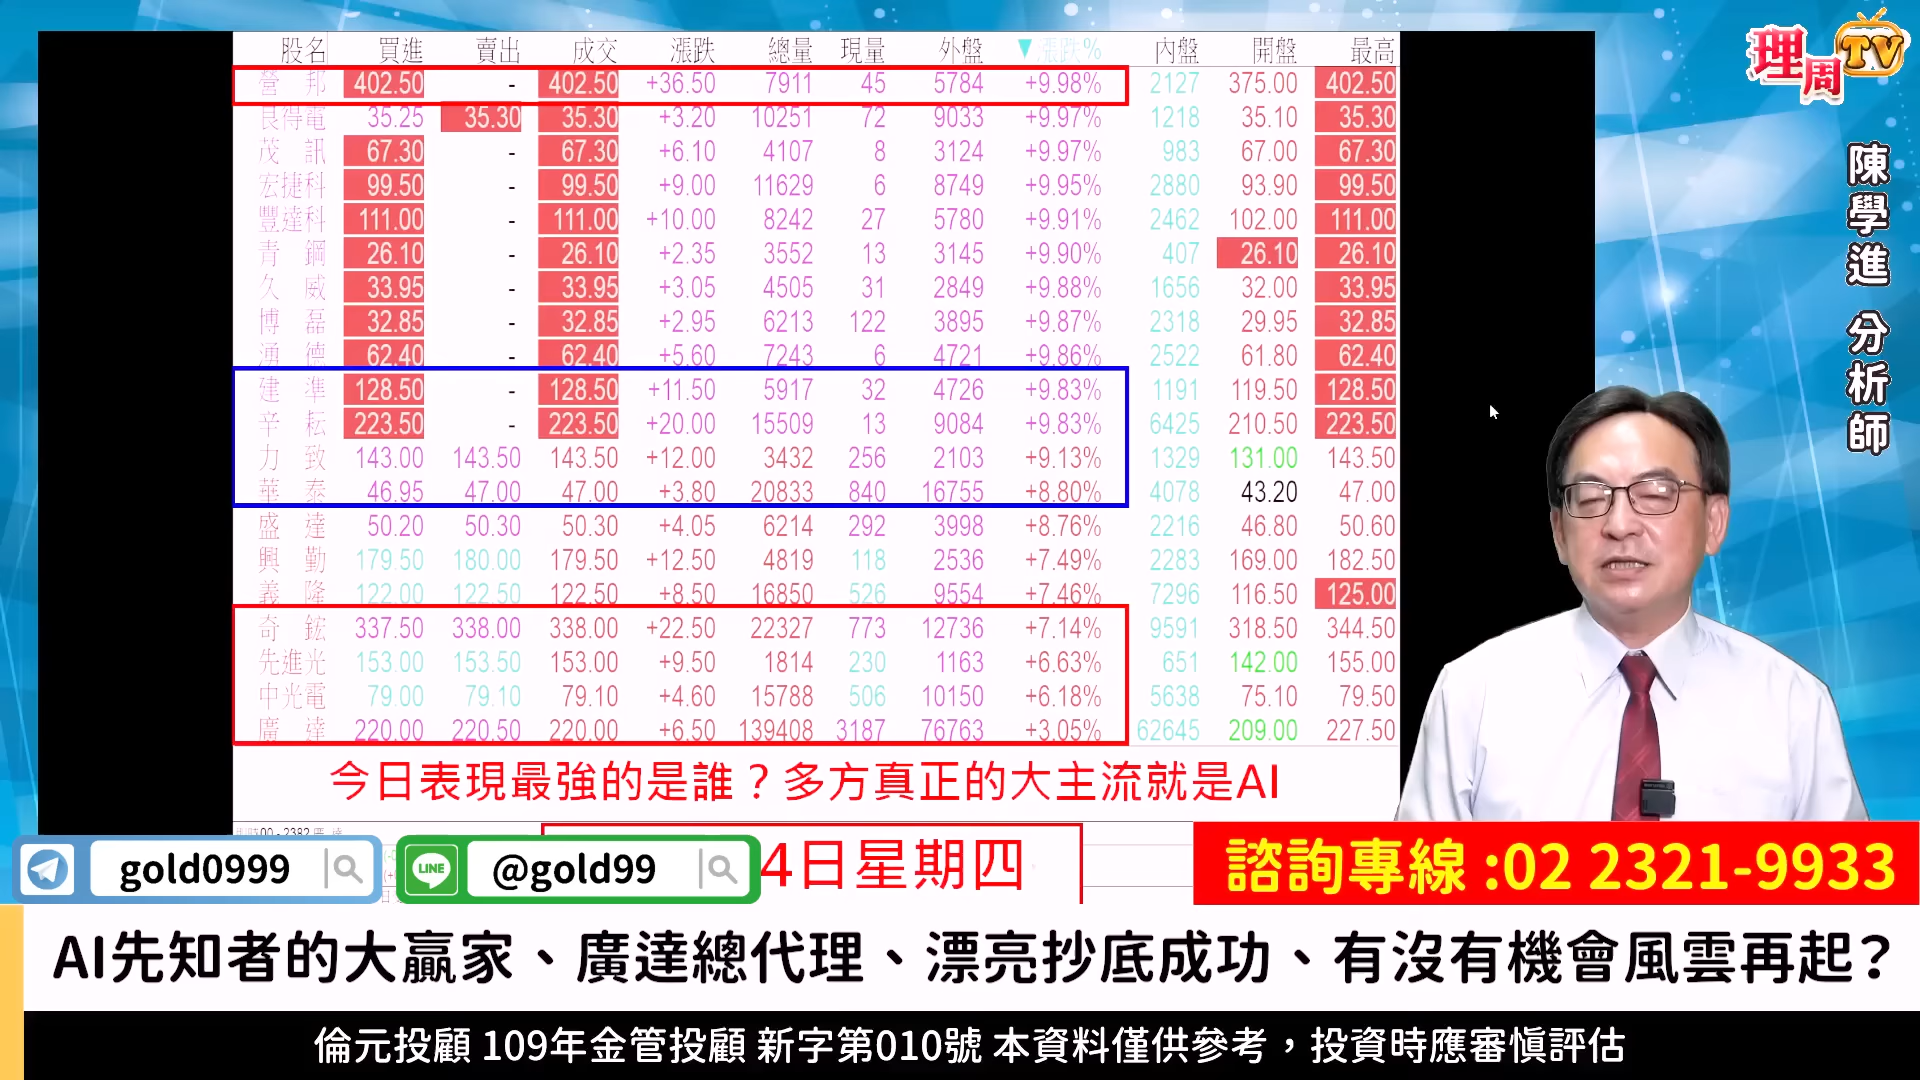 理周TV
陳學進 分析師
股名 買進 賣出 成交 漲跌 總量 現量 外盤 ▼漲跌% 內盤 開盤 最高
營邦 402.50 - 402.50 +36.50 7911 45 5784 +9.98% 2127 375.00 402.50
良得電 35.25 35.30 35.30 +3.20 10251 72 9033 +9.97% 1218 35.10 35.30
茂訊 67.30 - 67.30 +6.10 4107 8 3124 +9.97% 983 67.00 67.30
宏捷科 99.50 - 99.50 +9.00 11629 6 8749 +9.95% 2880 93.90 99.50
豐達科 111.00 - 111.00 +10.00 8242 27 5780 +9.91% 2462 102.00 111.00
青鋼 26.10 - 26.10 +2.35 3552 13 3145 +9.90% 407 26.10 26.10
久威 33.95 - 33.95 +3.05 4505 31 2849 +9.88% 1656 32.00 33.95
博磊 32.85 - 32.85 +2.95 6213 122 3895 +9.87% 2318 29.95 32.85
湧德 62.40 - 62.40 +5.60 7243 6 4721 +9.86% 2522 61.80 62.40
建準 128.50 - 128.50 +11.50 5917 32 4726 +9.83% 1191 119.50 128.50
辛耘 223.50 - 223.50 +20.00 15509 13 9084 +9.83% 6425 210.50 223.50
力致 143.00 143.50 143.50 +12.00 3432 256 2103 +9.13% 1329 131.00 143.50
華泰 46.95 47.00 47.00 +3.80 20833 840 16755 +8.80% 4078 43.20 47.00
盛達 50.20 50.30 50.30 +4.05 6214 292 3998 +8.76% 2216 46.80 50.60
興勤 179.50 180.00 179.50 +12.50 4819 118 2536 +7.49% 2283 169.00 182.50
義隆 122.00 122.50 122.50 +8.50 16850 526 9554 +7.46% 7296 116.50 125.00
奇鋐 337.50 338.00 338.00 +22.50 22327 773 12736 +7.14% 9591 318.50 344.50
先進光 153.00 153.50 153.00 +9.50 1814 230 1163 +6.63% 651 142.00 155.00
中光電 79.00 79.10 79.10 +4.60 15788 506 10150 +6.18% 5638 75.10 79.50
廣達 220.00 220.50 220.00 +6.50 139408 3187 76763 +3.05% 62645 209.00 227.50
今日表現最強的是誰？多方真正的大主流就是AI
gold0999
LINE @gold99
4日星期四
諮詢專線 :02 2321-9933
AI先知者的大贏家、廣達總代理、漂亮抄底成功、有沒有機會風雲再起?
倫元投顧 109年金管投顧 新字第010號 本資料僅供參考，投資時應審慎評估